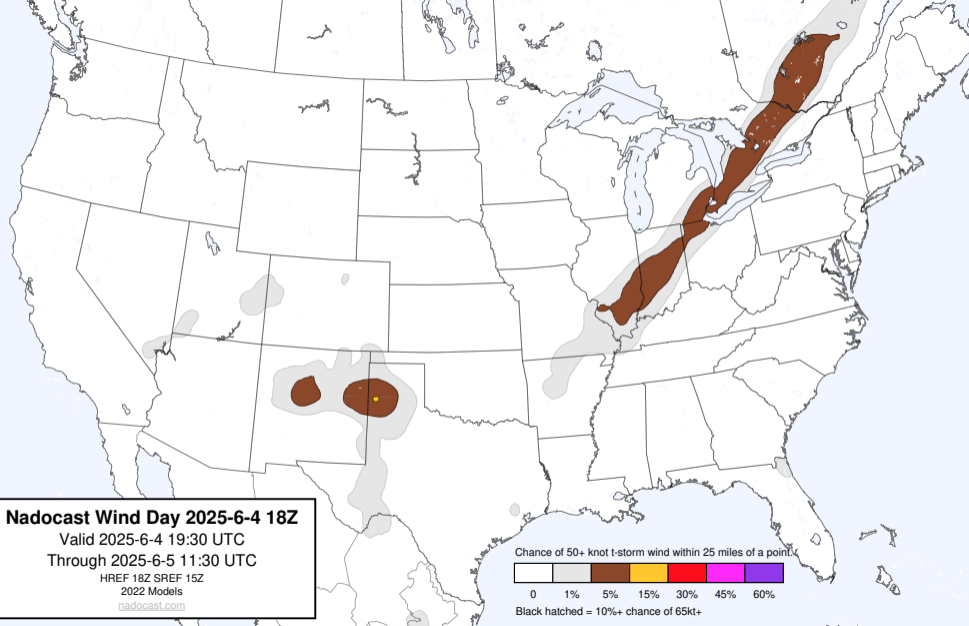 Nadocast Wind Day 2025-6-4 18Z
Valid 2025-6-4 19:30 UTC
Through 2025-6-5 11:30 UTC
HREF 18Z SREF 15Z
2022 Models
nadocast.com
Chance of 50+ knot t-storm wind within 25 miles of a point.
0 1% 5% 15% 30% 45% 60%
Black hatched = 10%+ chance of 65kt+